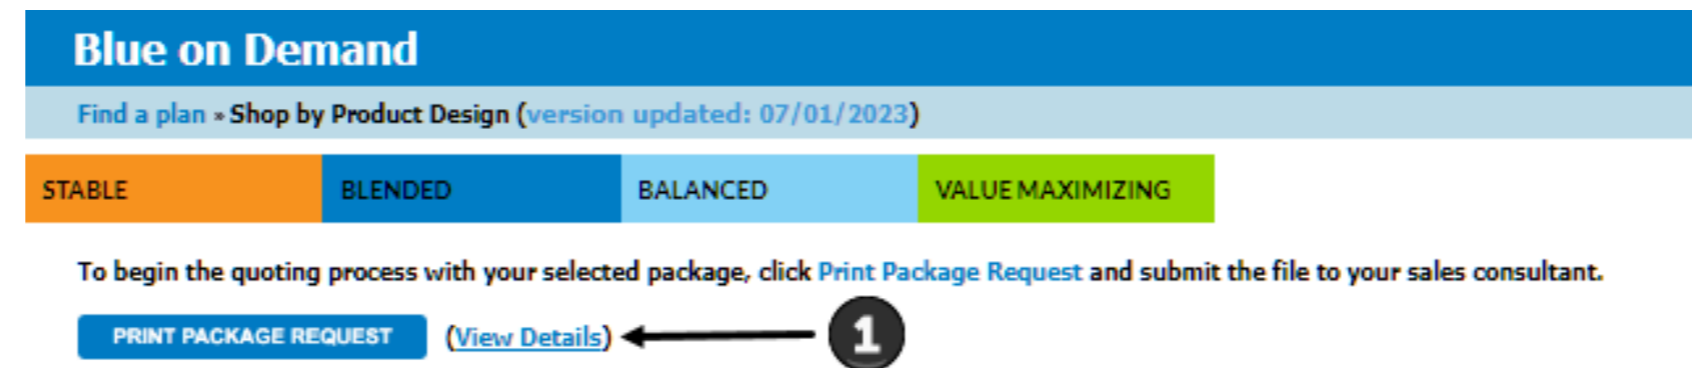 Blue on Demand
Find a plan » Shop by Product Design (version updated: 07/01/2023)
STABLE BLENDED BALANCED VALUE MAXIMIZING
To begin the quoting process with your selected package, click Print Package Request and submit the file to your sales consultant.
PRINT PACKAGE REQUEST (View Details) 1